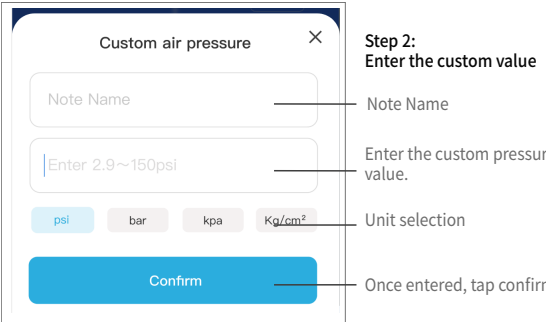 Custom air pressure
Note Name
Enter 2.9～150psi
psi bar kpa Kg/cm²
Confirm
Step 2:
Enter the custom value
Note Name
Enter the custom pressur
value.
Unit selection
Once entered, tap confirm